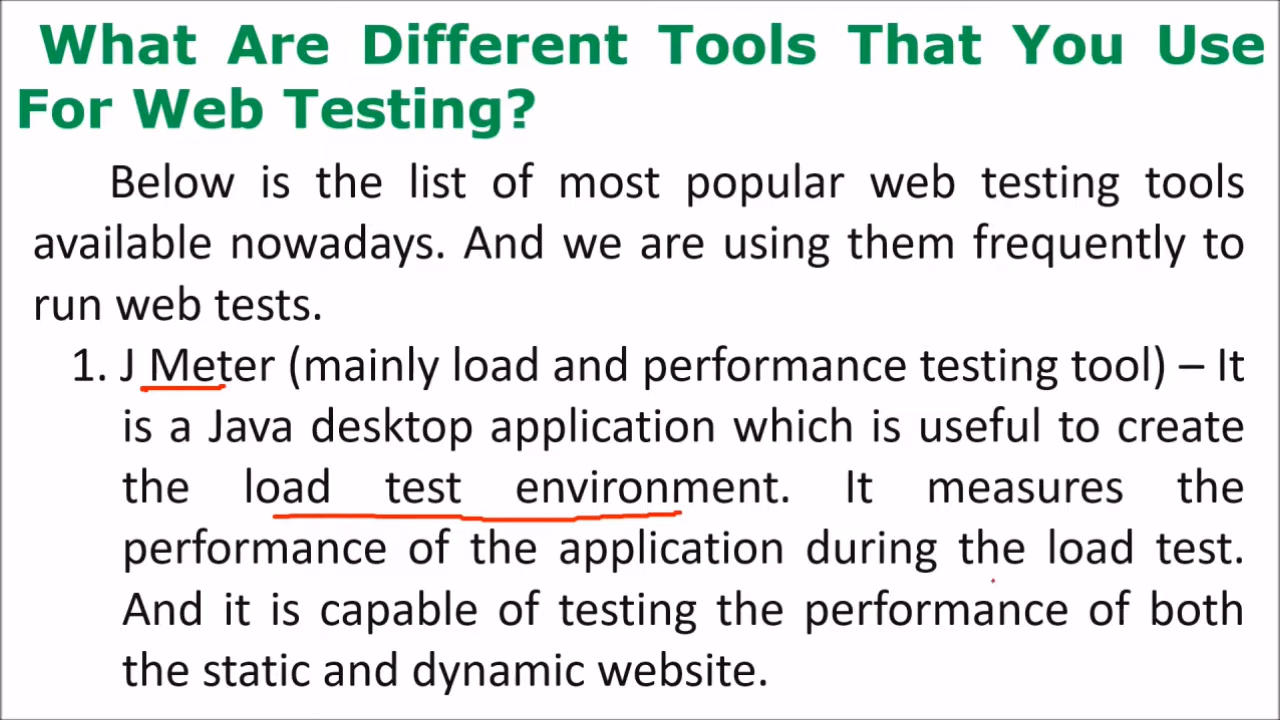 What Are Different Tools That You Use
For Web Testing?
Below is the list of most popular web testing tools
available nowadays. And we are using them frequently to
run web tests.
1. J Meter (mainly load and performance testing tool) – It
is a Java desktop application which is useful to create
the load test environment. It measures the
performance of the application during the load test.
And it is capable of testing the performance of both
the static and dynamic website.